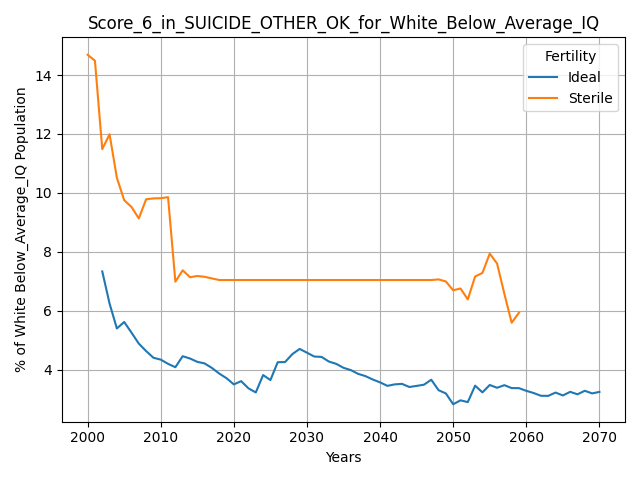 Score_6_in_SUICIDE_OTHER_OK_for_White_Below_Average_IQ
Fertility
Ideal
Sterile
% of White Below_Average_IQ Population
14
12
10
8
6
4
2000 2010 2020 2030 2040 2050 2060 2070
Years